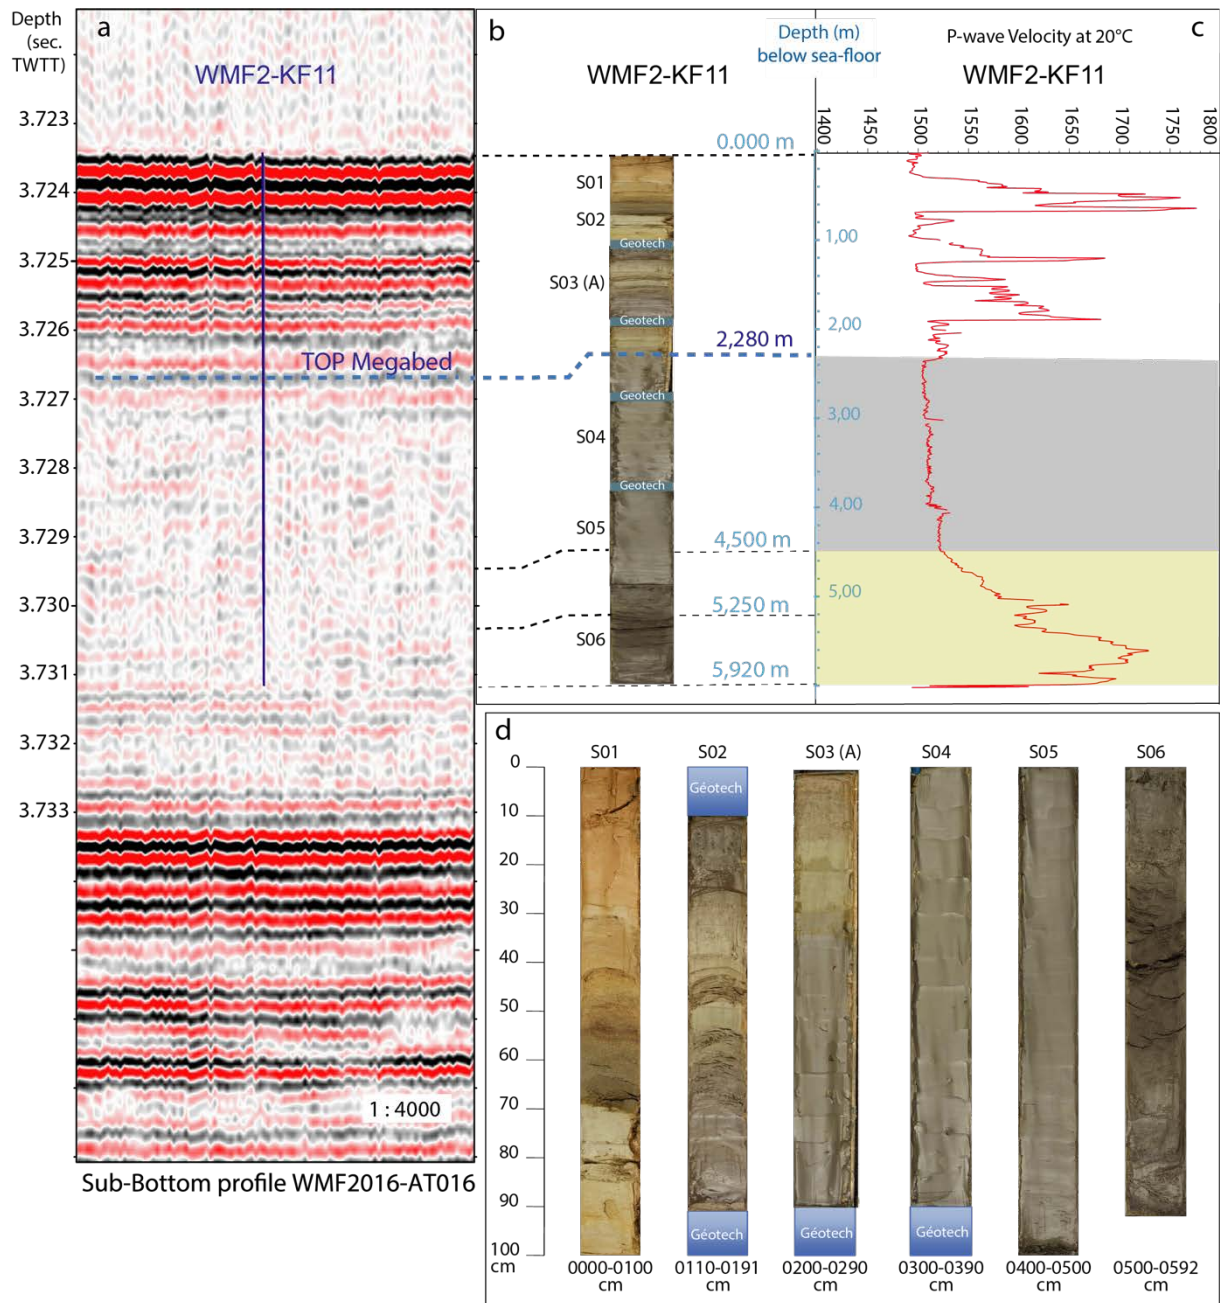 a
Depth
(sec.
TWTT)
WMF2-KF11
3.723
3.724
3.725
3.726
3.727
3.728
3.729
3.730
3.731
3.732
3.733
TOP Megabed
1 : 4000
Sub-Bottom profile WMF2016-AT016
b
WMF2-KF11
Depth (m)
below sea-floor
S01
S02
Geotech
S03 (A)
Geotech
Geotech
S04
Geotech
S05
S06
0.000 m
2,280 m
4,500 m
5,250 m
5,920 m
P-wave Velocity at 20°C
c
WMF2-KF11
1400 1450 1500 1550 1600 1650 1700 1750 1800
1,00
2,00
3,00
4,00
5,00
d
S01 S02 S03 (A) S04 S05 S06
0
10
20
30
40
50
60
70
80
90
100
cm
Géotech
Géotech Géotech Géotech
0000-0100 0110-0191 0200-0290 0300-0390 0400-0500 0500-0592
cm cm cm cm cm cm